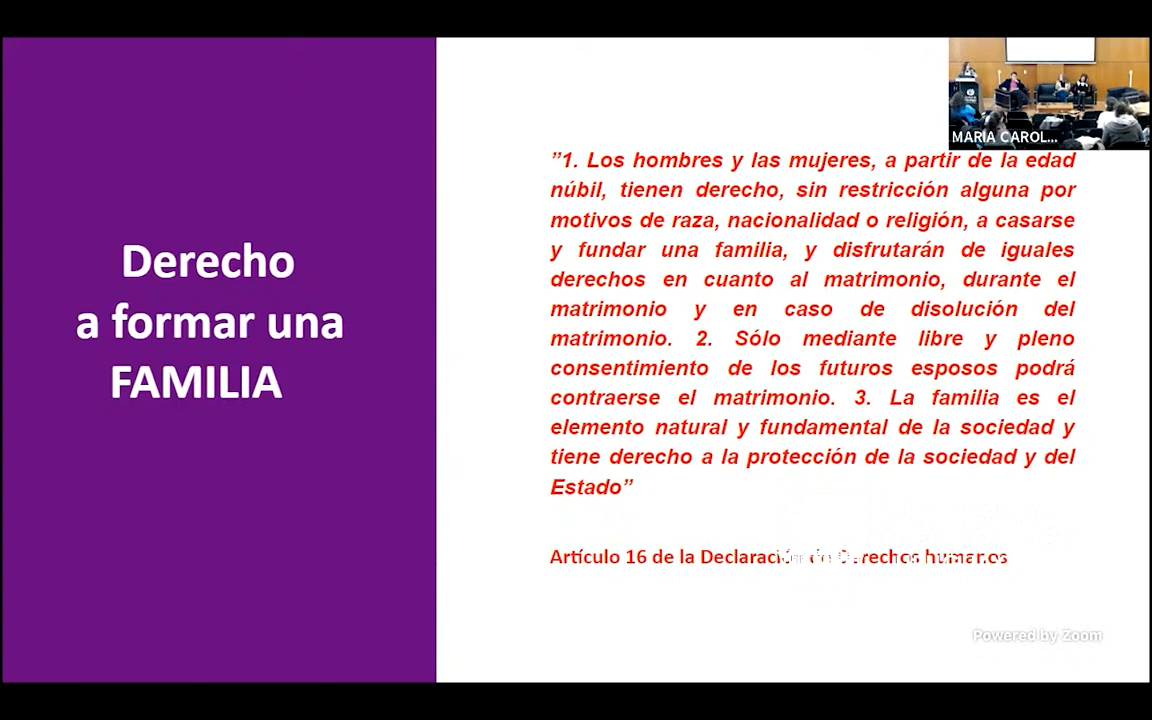 Derecho
a formar una
FAMILIA
MARIA CAROL...
”1. Los hombres y las mujeres, a partir de la edad
núbil, tienen derecho, sin restricción alguna por
motivos de raza, nacionalidad o religión, a casarse
y fundar una familia, y disfrutarán de iguales
derechos en cuanto al matrimonio, durante el
matrimonio y en caso de disolución del
matrimonio. 2. Sólo mediante libre y pleno
consentimiento de los futuros esposos podrá
contraerse el matrimonio. 3. La familia es el
elemento natural y fundamental de la sociedad y
tiene derecho a la protección de la sociedad y del
Estado”
Artículo 16 de la Declaración de Derechos humanos
Powered by Zoom